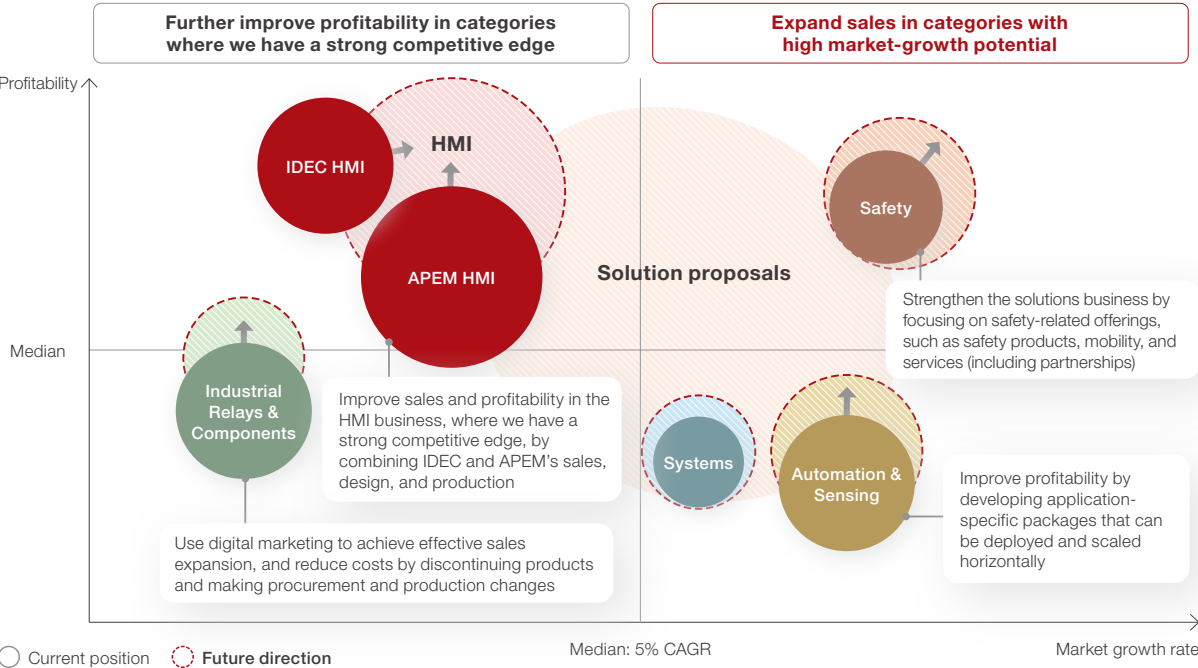 Further improve profitability in categories
where we have a strong competitive edge
Expand sales in categories with
high market-growth potential
Profitability
IDEC HMI
HMI
APEM HMI
Safety
Solution proposals
Strengthen the solutions business by
focusing on safety-related offerings,
such as safety products, mobility, and
services (including partnerships)
Median
Industrial
Relays &
Components
Improve sales and profitability in the
HMI business, where we have a
strong competitive edge, by
combining IDEC and APEM’s sales,
design, and production
Systems
Automation &
Sensing
Improve profitability by
developing application-
specific packages that can
be deployed and scaled
horizontally
Use digital marketing to achieve effective sales
expansion, and reduce costs by discontinuing products
and making procurement and production changes
Current position
Future direction
Median: 5% CAGR
Market growth rate